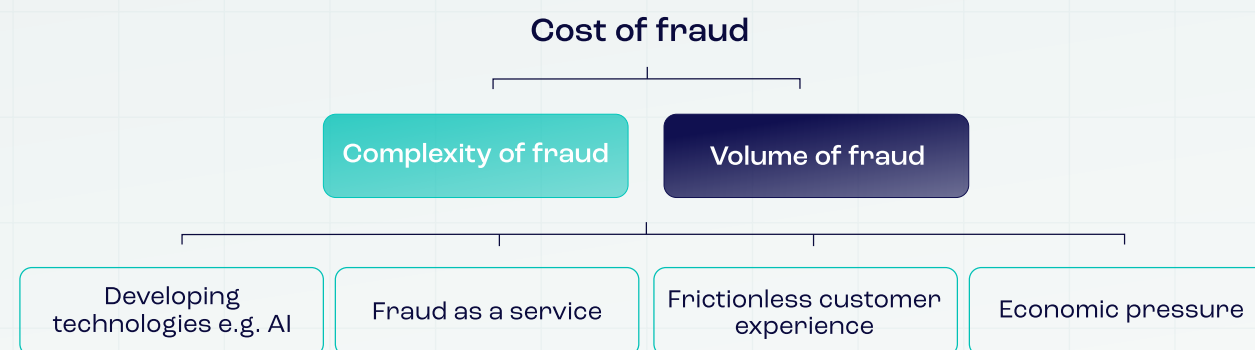 Cost of fraud
Complexity of fraud
Volume of fraud
Developing
technologies e.g. AI
Fraud as a service
Frictionless customer
experience
Economic pressure